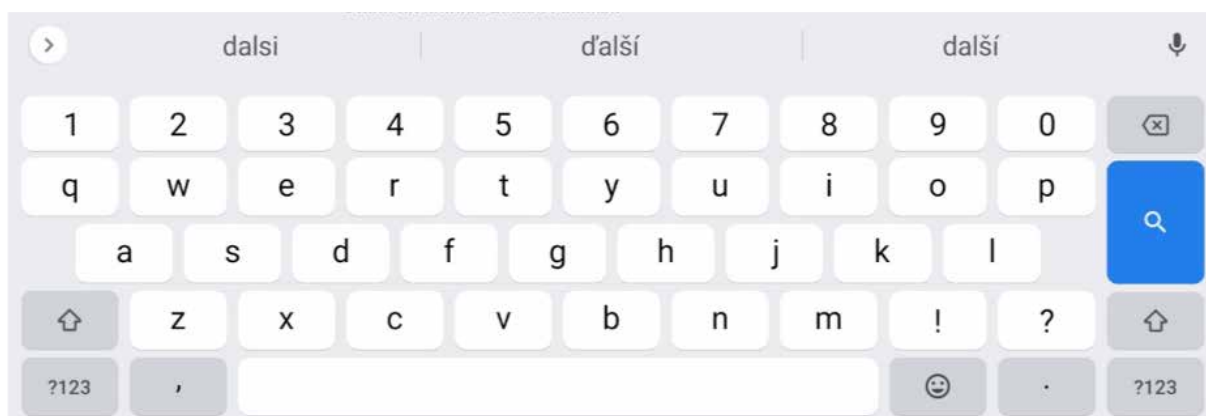 dalsi ďalší další
1 2 3 4 5 6 7 8 9 0
q w e r t y u i o p
a s d f g h j k l
z x c v b n m ! ?
?123 , . ?123